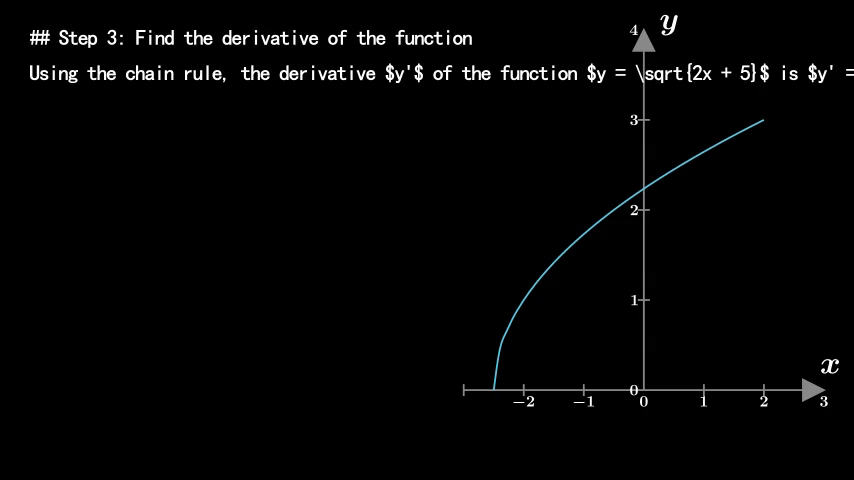 ## Step 3: Find the derivative of the function
Using the chain rule, the derivative $y'$ of the function $y = \sqrt{2x + 5}$ is $y' =
y
4
3
2
1
0
x
−2 −1 0 1 2 3